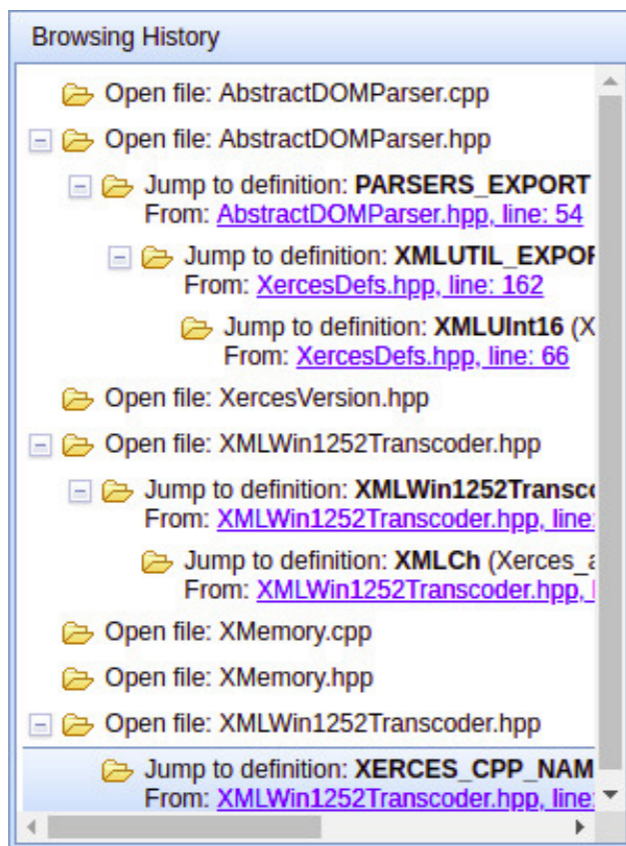 Browsing History
Open file: AbstractDOMParser.cpp
Open file: AbstractDOMParser.hpp
Jump to definition: PARSERS_EXPORT
From: AbstractDOMParser.hpp, line: 54
Jump to definition: XMLUTIL_EXPOR
From: XercesDefs.hpp, line: 162
Jump to definition: XMLUInt16 (X
From: XercesDefs.hpp, line: 66
Open file: XercesVersion.hpp
Open file: XMLWin1252Transcoder.hpp
Jump to definition: XMLWin1252Transco
From: XMLWin1252Transcoder.hpp, line:
Jump to definition: XMLCh (Xerces_a
From: XMLWin1252Transcoder.hpp,
Open file: XMemory.cpp
Open file: XMemory.hpp
Open file: XMLWin1252Transcoder.hpp
Jump to definition: XERCES_CPP_NAM
From: XMLWin1252Transcoder.hpp, line: